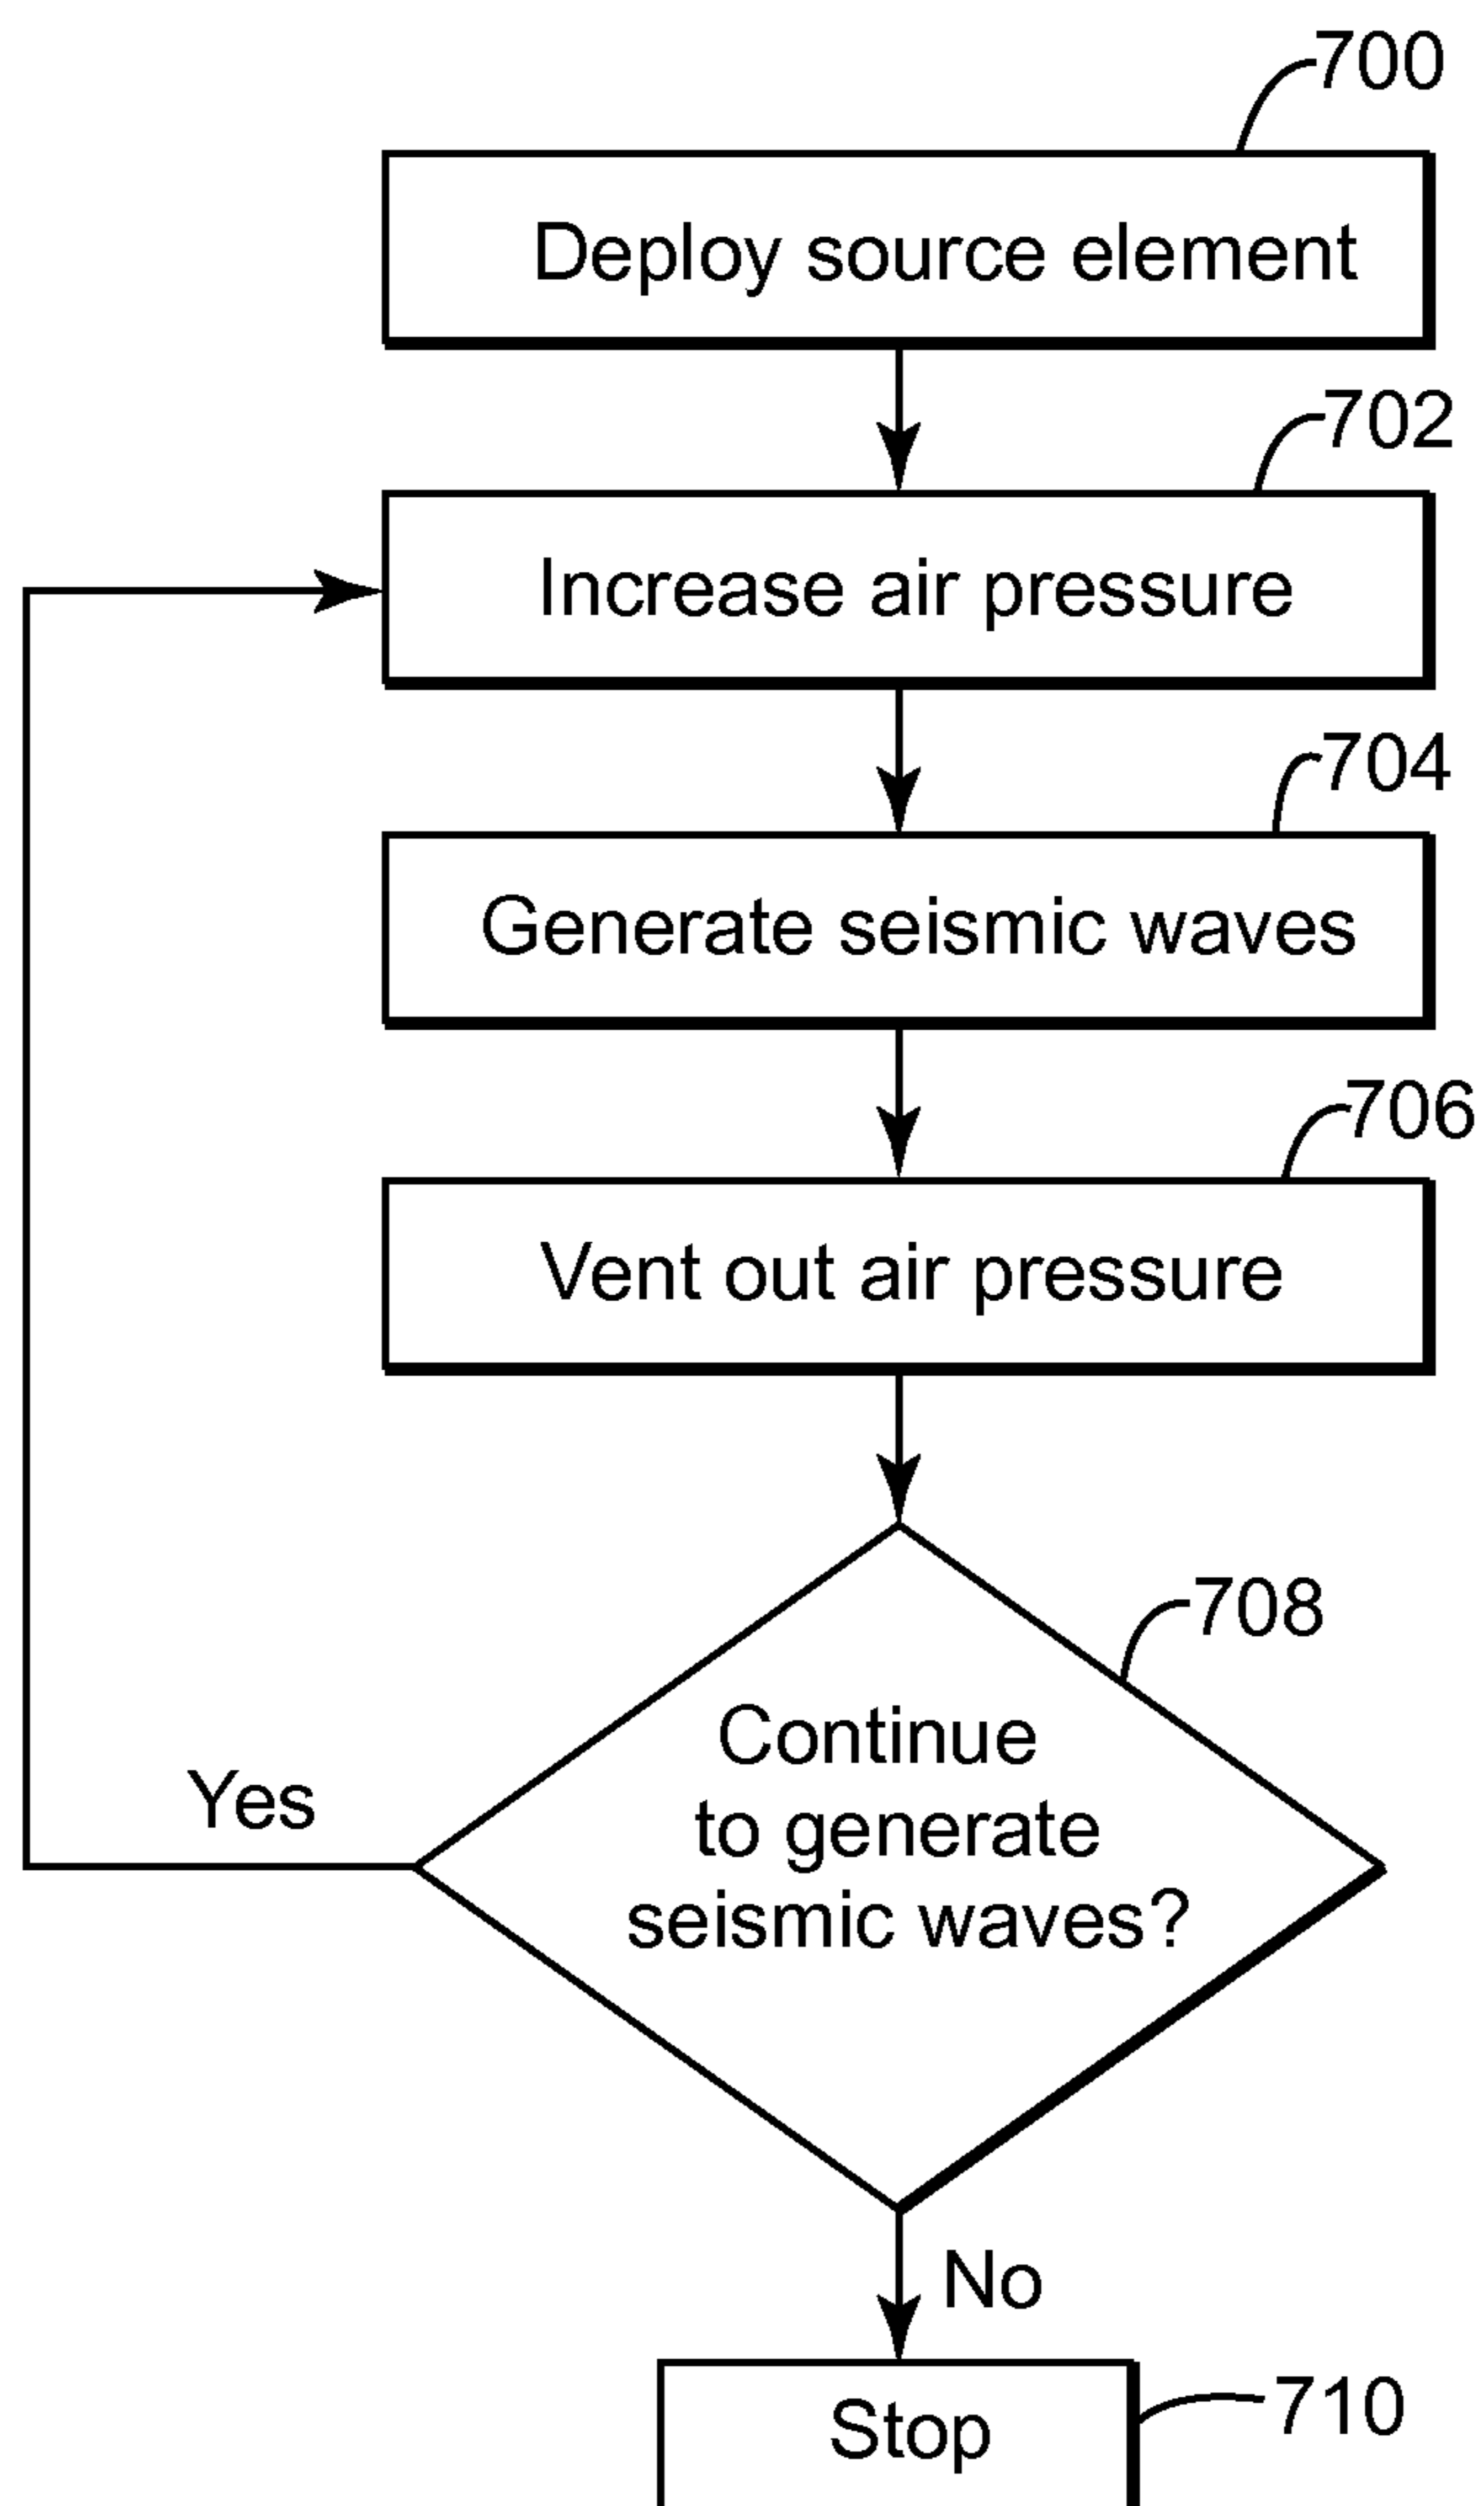 700
Deploy source element
702
Increase air pressure
704
Generate seismic waves
706
Vent out air pressure
708
Continue
to generate
seismic waves?
Yes
No
Stop
710